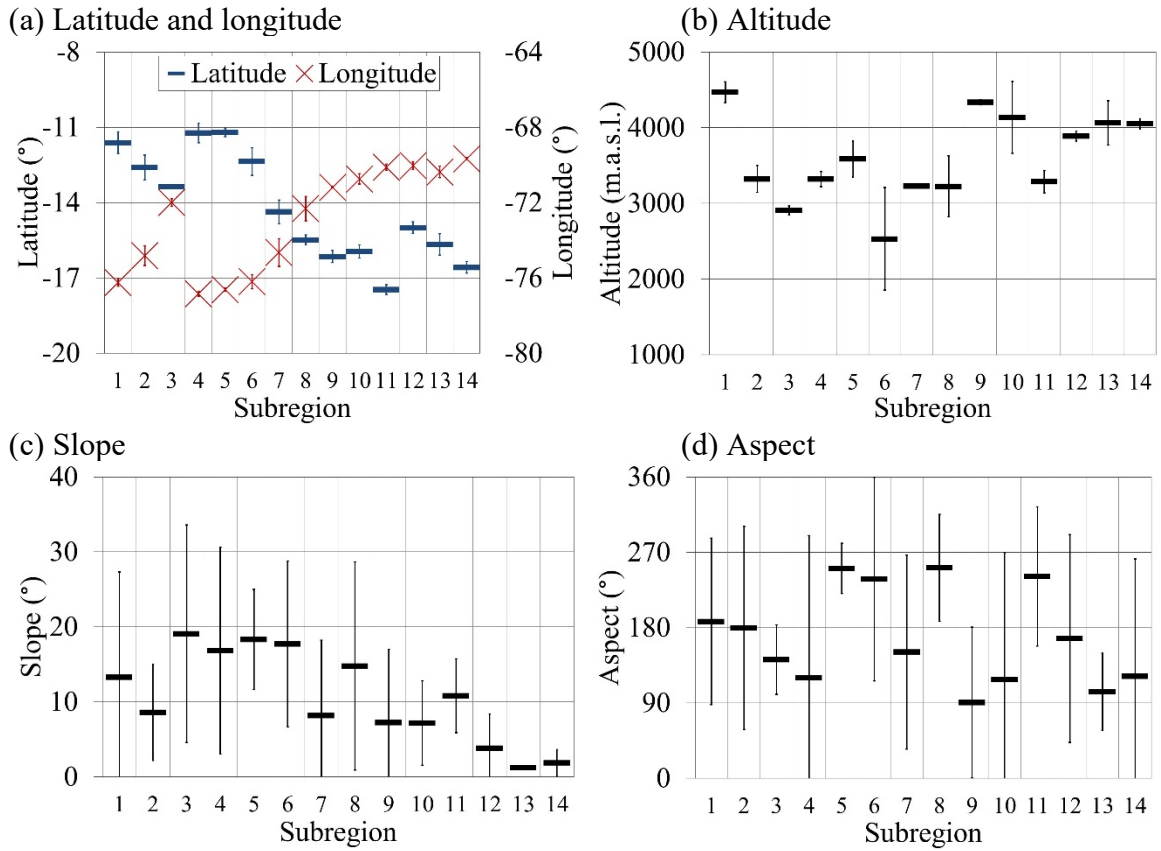 (a) Latitude and longitude
-8
-11
-14
-17
-20
Latitude (°)
Latitude
Longitude
-64
-68
-72
-76
-80
Longitude (°)
1 2 3 4 5 6 7 8 9 10 11 12 13 14
Subregion
(b) Altitude
5000
4000
3000
2000
1000
Altitude (m.a.s.l.)
1 2 3 4 5 6 7 8 9 10 11 12 13 14
Subregion
(c) Slope
40
30
20
10
0
Slope (°)
1 2 3 4 5 6 7 8 9 10 11 12 13 14
Subregion
(d) Aspect
360
270
180
90
0
Aspect (°)
1 2 3 4 5 6 7 8 9 10 11 12 13 14
Subregion